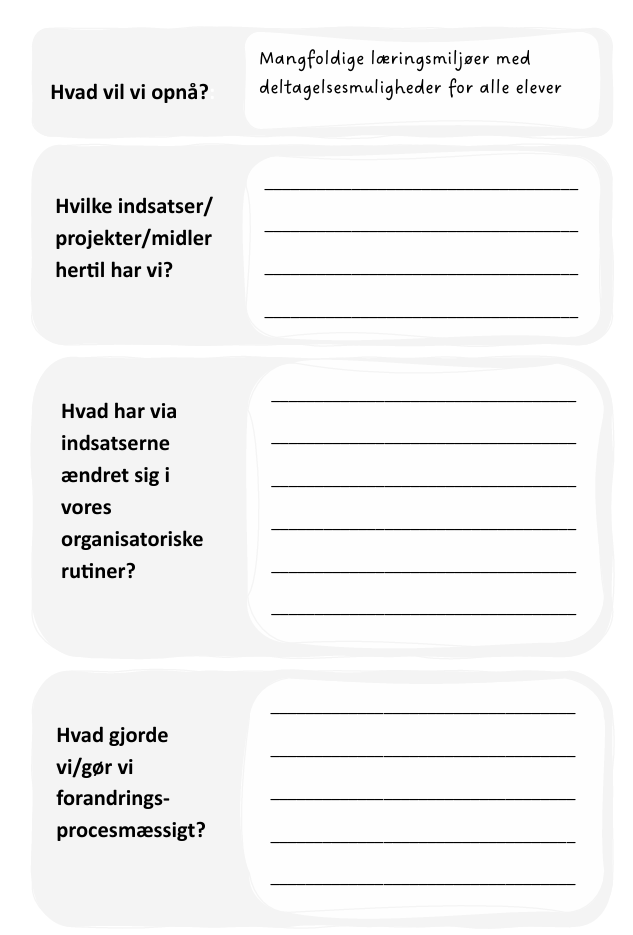 Hvad vil vi opnå?
Mangfoldige læringsmiljøer med
deltagelsesmuligheder for alle elever
Hvilke indsatser/
projekter/midler
hertil har vi?
Hvad har via
indsatserne
ændret sig i
vores
organisatoriske
rutiner?
Hvad gjorde
vi/gør vi
forandrings-
procesmæssigt?